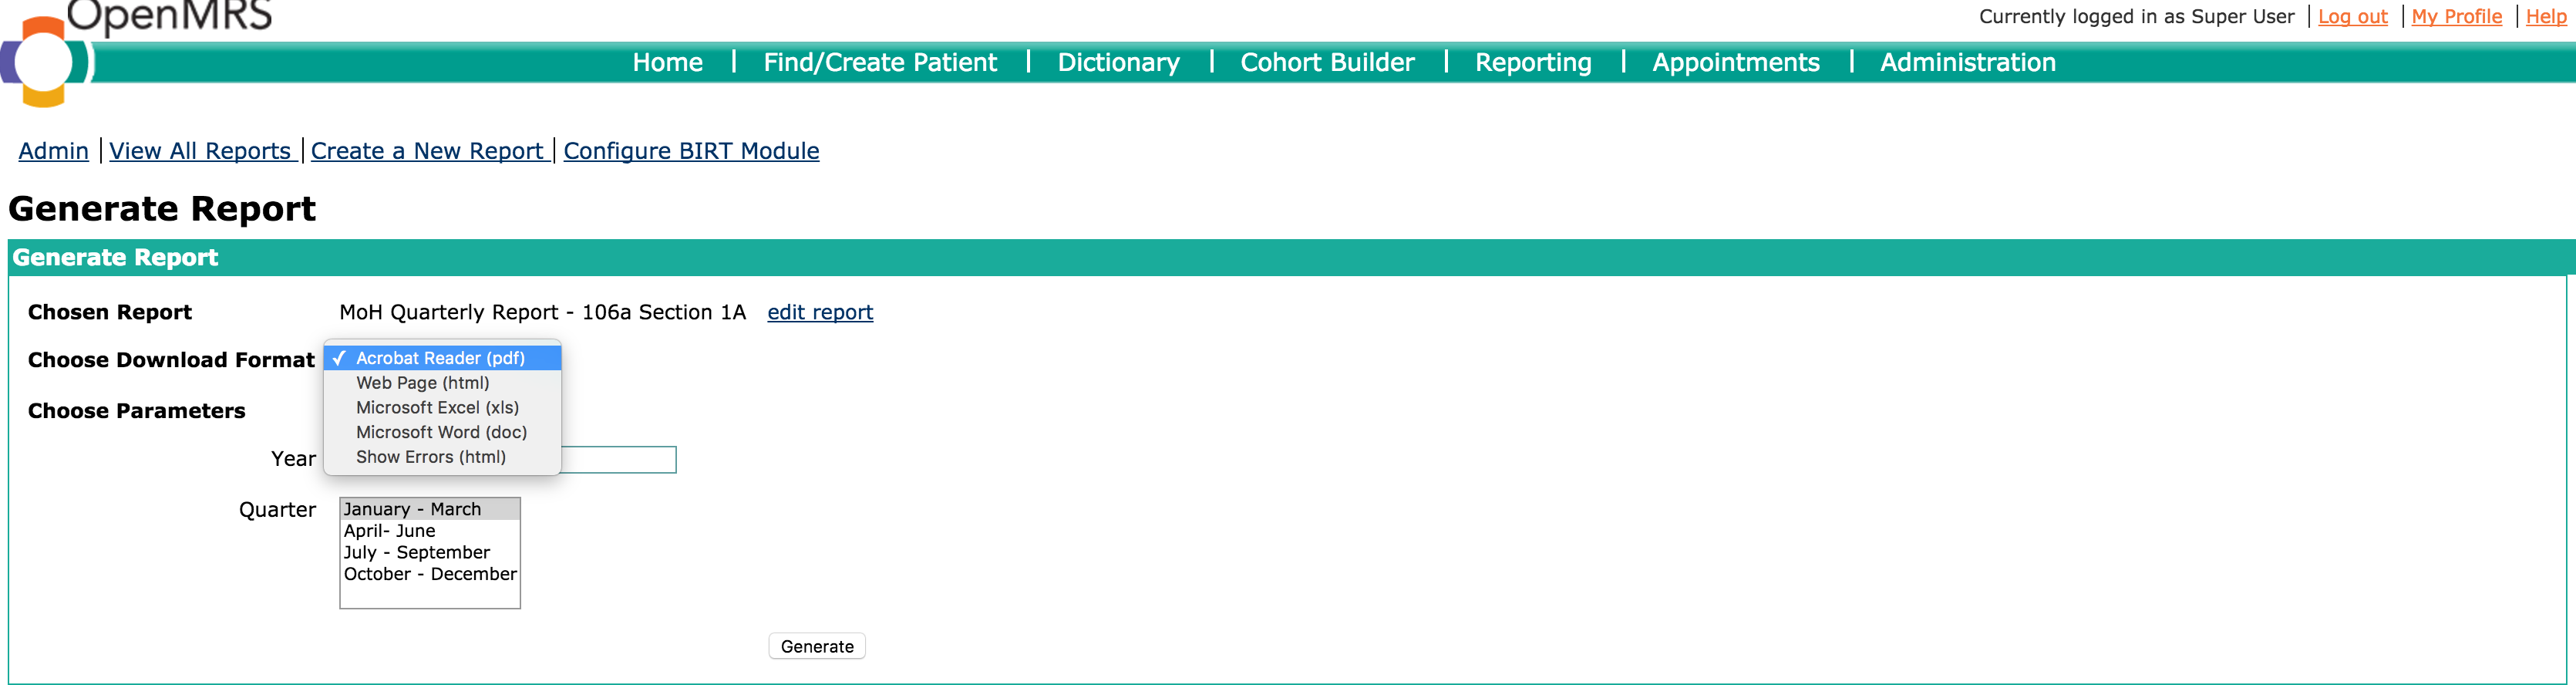 OpenMRS
Currently logged in as Super User | Log out | My Profile | Help
Home | Find/Create Patient | Dictionary | Cohort Builder | Reporting | Appointments | Administration
Admin | View All Reports | Create a New Report | Configure BIRT Module
Generate Report
Generate Report
Chosen Report MoH Quarterly Report - 106a Section 1A edit report
Choose Download Format ✓ Acrobat Reader (pdf)
Web Page (html)
Microsoft Excel (xls)
Choose Parameters
Microsoft Word (doc)
Year Show Errors (html)
Quarter January - March
April- June
July - September
October - December
Generate